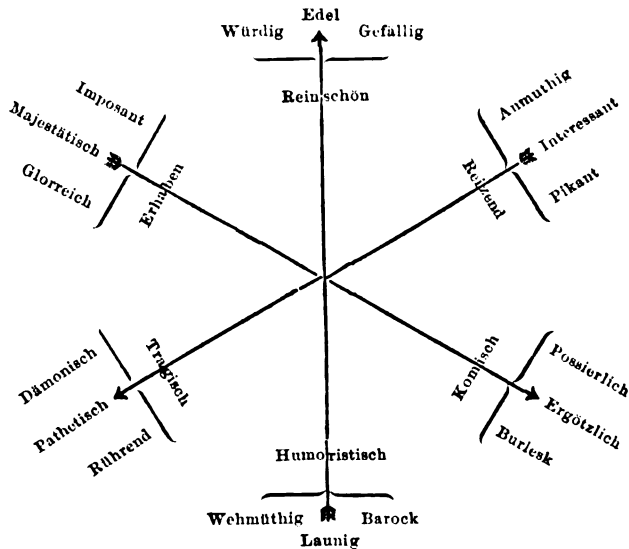 Edel
Würdig Gefällig
Reinschön
Imposant
Majestätisch
Glorreich
Erhaben
Anmuthig
Interessant
Pikant
Reizend
Tragisch
Dämonisch
Pathetisch
Rührend
Komisch
Possierlich
Ergötzlich
Burlesk
Humoristisch
Wehmüthig Barock
Launig